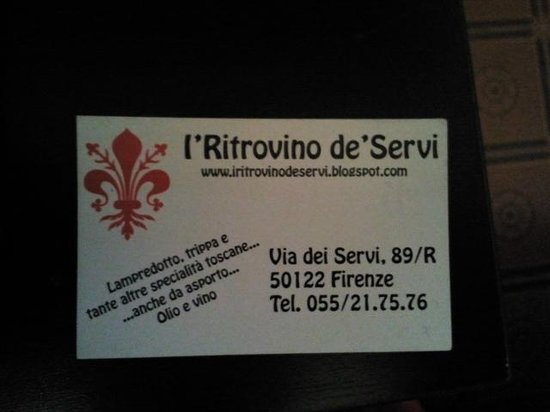 I'Ritrovino de'Servi
www.iritrovinodeservi.blogspot.com
Lampredotto, trippa e
tante altre specialità toscane...
...anche da asporto...
Olio e vino
Via dei Servi, 89/R
50122 Firenze
Tel. 055/21.75.76